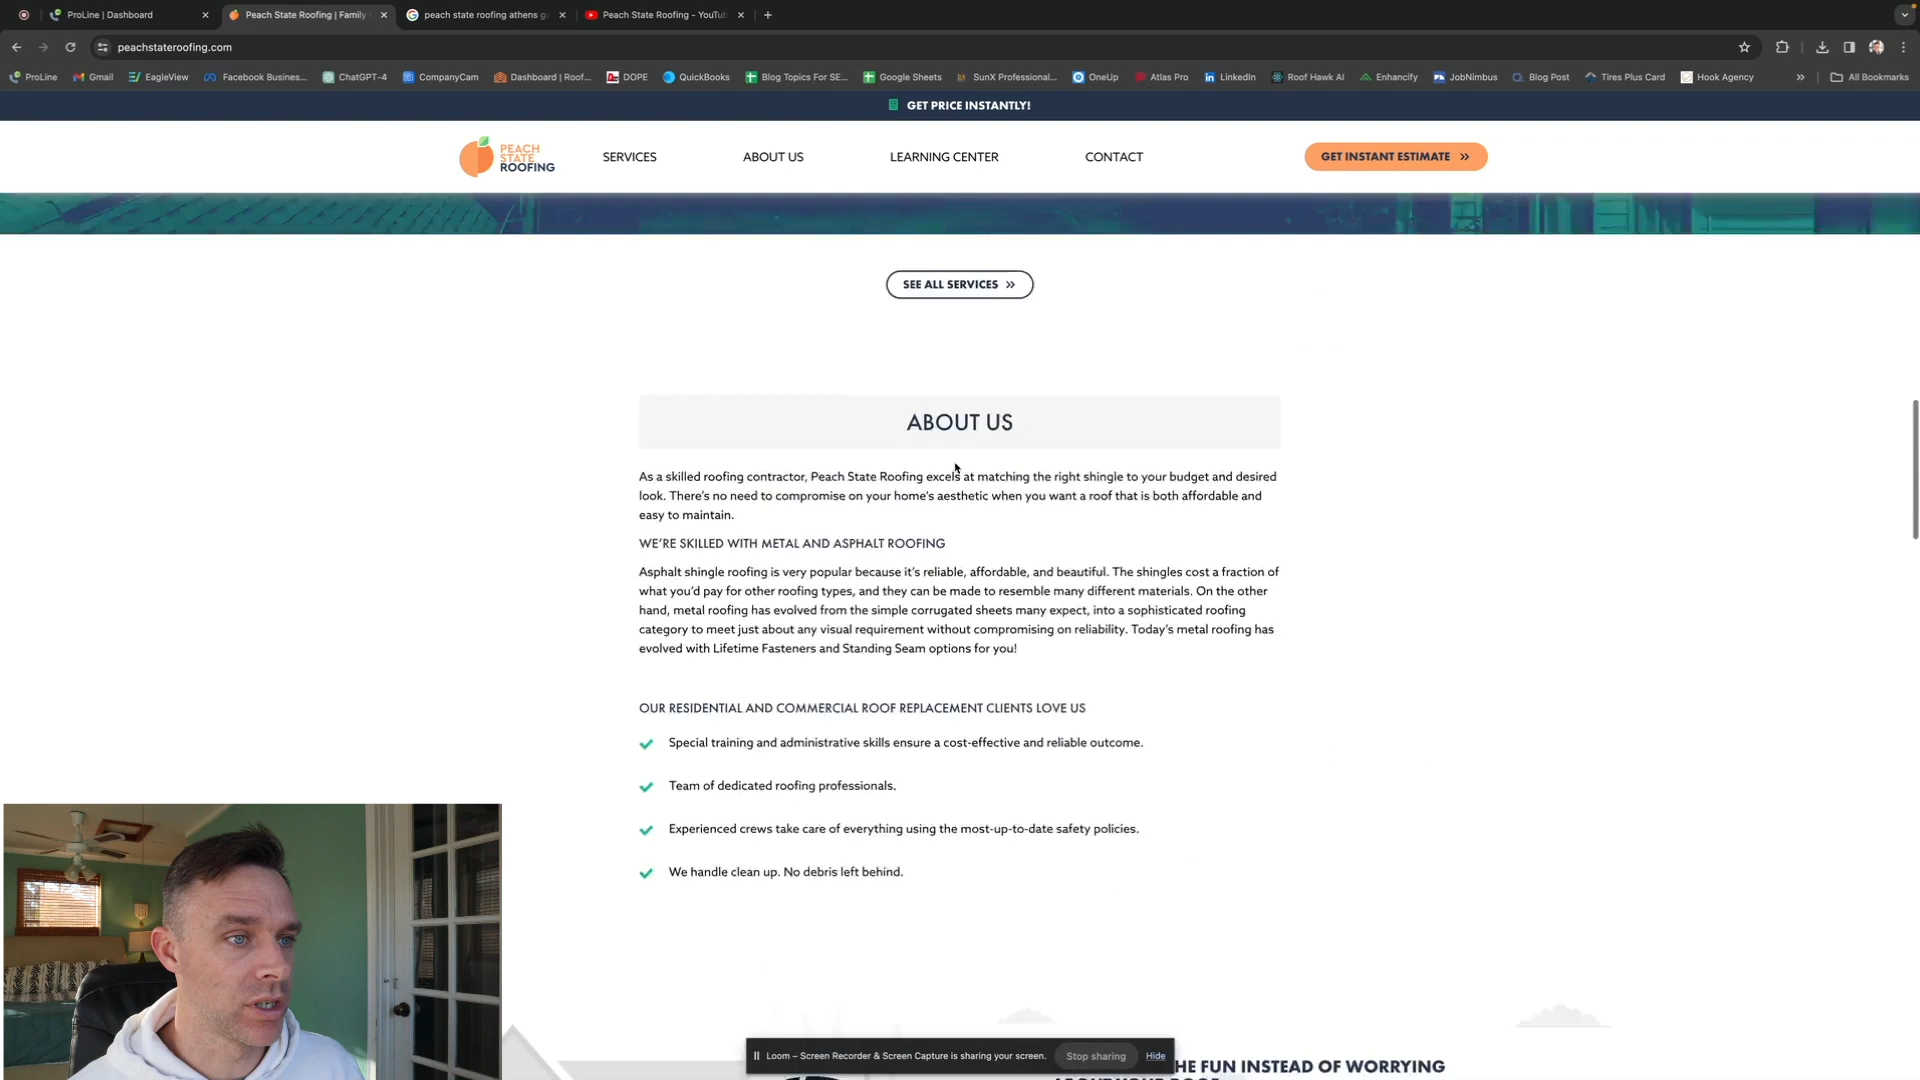 ProLine | Dashboard
Peach State Roofing | Family
peach state roofing athens g
Peach State Roofing - YouTu
peachstateroofing.com
ProLine
Gmail
EagleView
Facebook Busines...
ChatGPT-4
CompanyCam
Dashboard | Roof...
DOPE
QuickBooks
Blog Topics For SE...
Google Sheets
SunX Professional...
OneUp
Atlas Pro
LinkedIn
Roof Hawk AI
Enhancify
JobNimbus
Blog Post
Tires Plus Card
Hook Agency
All Bookmarks
GET PRICE INSTANTLY!
PEACH
STATE
ROOFING
SERVICES
ABOUT US
LEARNING CENTER
CONTACT
GET INSTANT ESTIMATE
SEE ALL SERVICES
ABOUT US
As a skilled roofing contractor, Peach State Roofing excels at matching the right shingle to your budget and desired
look. There's no need to compromise on your home's aesthetic when you want a roof that is both affordable and
easy to maintain.
WE'RE SKILLED WITH METAL AND ASPHALT ROOFING
Asphalt shingle roofing is very popular because it's reliable, affordable, and beautiful. The shingles cost a fraction of
what you'd pay for other roofing types, and they can be made to resemble many different materials. On the other
hand, metal roofing has evolved from the simple corrugated sheets many expect, into a sophisticated roofing
category to meet just about any visual requirement without compromising on reliability. Today's metal roofing has
evolved with Lifetime Fasteners and Standing Seam options for you!
OUR RESIDENTIAL AND COMMERCIAL ROOF REPLACEMENT CLIENTS LOVE US
Special training and administrative skills ensure a cost-effective and reliable outcome.
Team of dedicated roofing professionals.
Experienced crews take care of everything using the most-up-to-date safety policies.
We handle clean up. No debris left behind.
Loom – Screen Recorder & Screen Capture is sharing your screen.
Stop sharing
Hide
HE FUN INSTEAD OF WORRYING